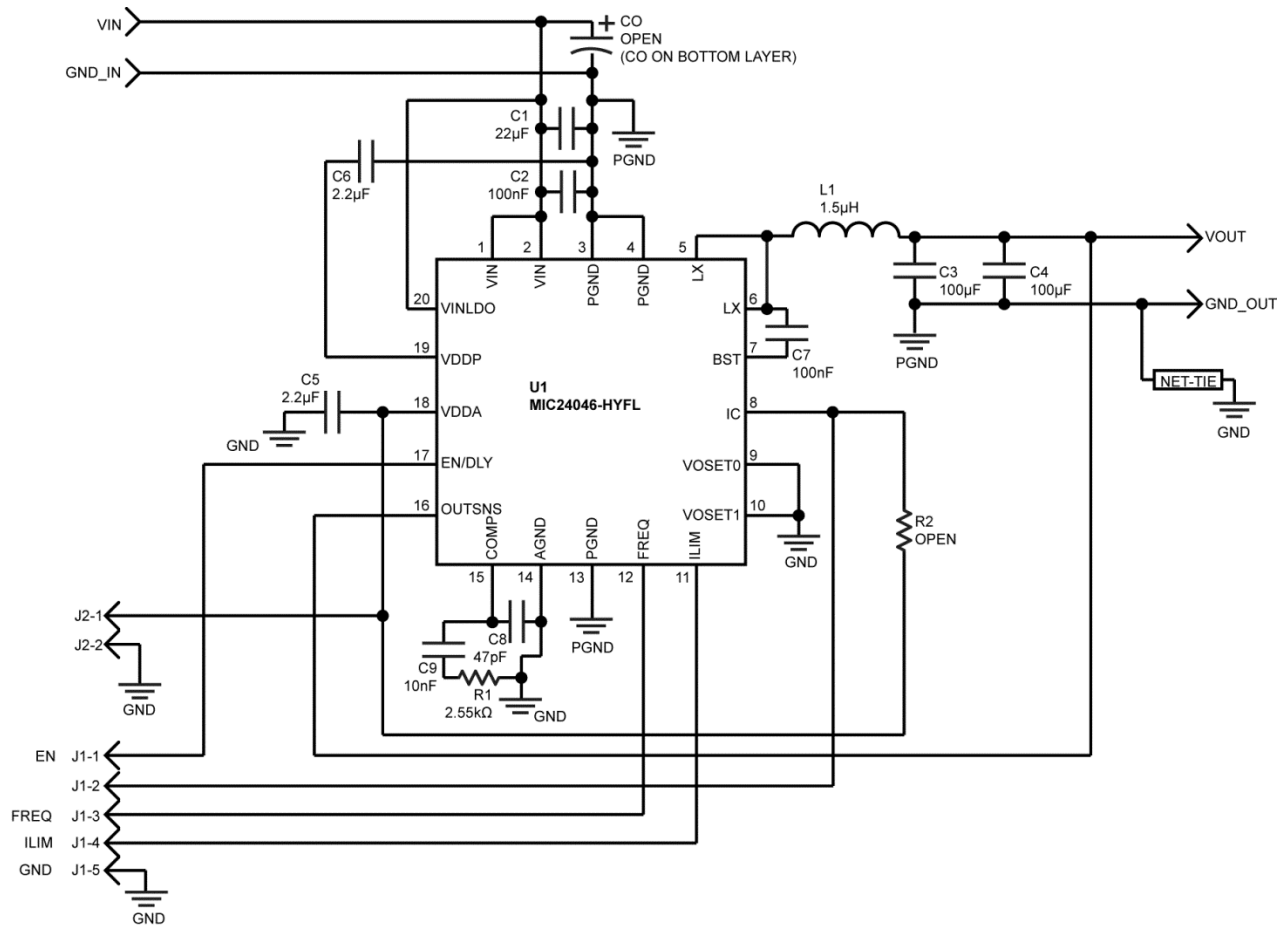 VIN
+ CO
OPEN
(CO ON BOTTOM LAYER)
GND_IN
C1
22µF
PGND
C6
2.2µF
C2
100nF
L1
1.5µH
1
2
3
4
5
VOUT
VIN
VIN
PGND
PGND
LX
C3
100µF
C4
100µF
20
VINLDO
LX
6
GND_OUT
19
VDDP
BST
7
C7
100nF
PGND
NET-TIE
U1
MIC24046-HYFL
C5
2.2µF
18
VDDA
IC
8
GND
GND
17
EN/DLY
VOSET0
9
16
OUTSNS
VOSET1
10
R2
OPEN
COMP
AGND
PGND
FREQ
ILIM
GND
15
14
13
12
11
J2-1
J2-2
C8
47pF
PGND
C9
10nF
R1
2.55kΩ
GND
GND
EN J1-1
J1-2
FREQ J1-3
ILIM J1-4
GND J1-5
GND